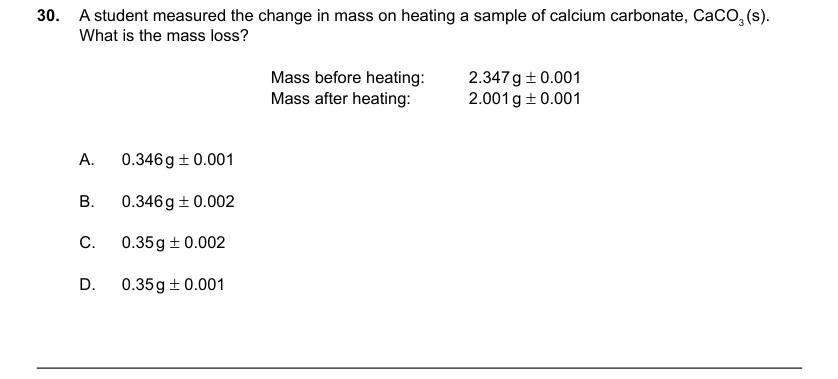 30. A student measured the change in mass on heating a sample of calcium carbonate, CaCO₃(s).
What is the mass loss?
Mass before heating: 2.347 g ± 0.001
Mass after heating: 2.001 g ± 0.001
A. 0.346 g ± 0.001
B. 0.346 g ± 0.002
C. 0.35 g ± 0.002
D. 0.35 g ± 0.001